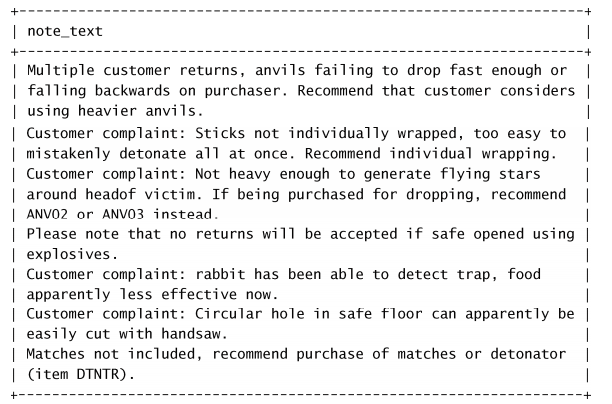 note_text
Multiple customer returns, anvils failing to drop fast enough or
falling backwards on purchaser. Recommend that customer considers
using heavier anvils.
Customer complaint: Sticks not individually wrapped, too easy to
mistakenly detonate all at once. Recommend individual wrapping.
Customer complaint: Not heavy enough to generate flying stars
around headof victim. If being purchased for dropping, recommend
ANV02 or ANV03 instead.
Please note that no returns will be accepted if safe opened using
explosives.
Customer complaint: rabbit has been able to detect trap, food
apparently less effective now.
Customer complaint: Circular hole in safe floor can apparently be
easily cut with handsaw.
Matches not included, recommend purchase of matches or detonator
(item DTNTR).